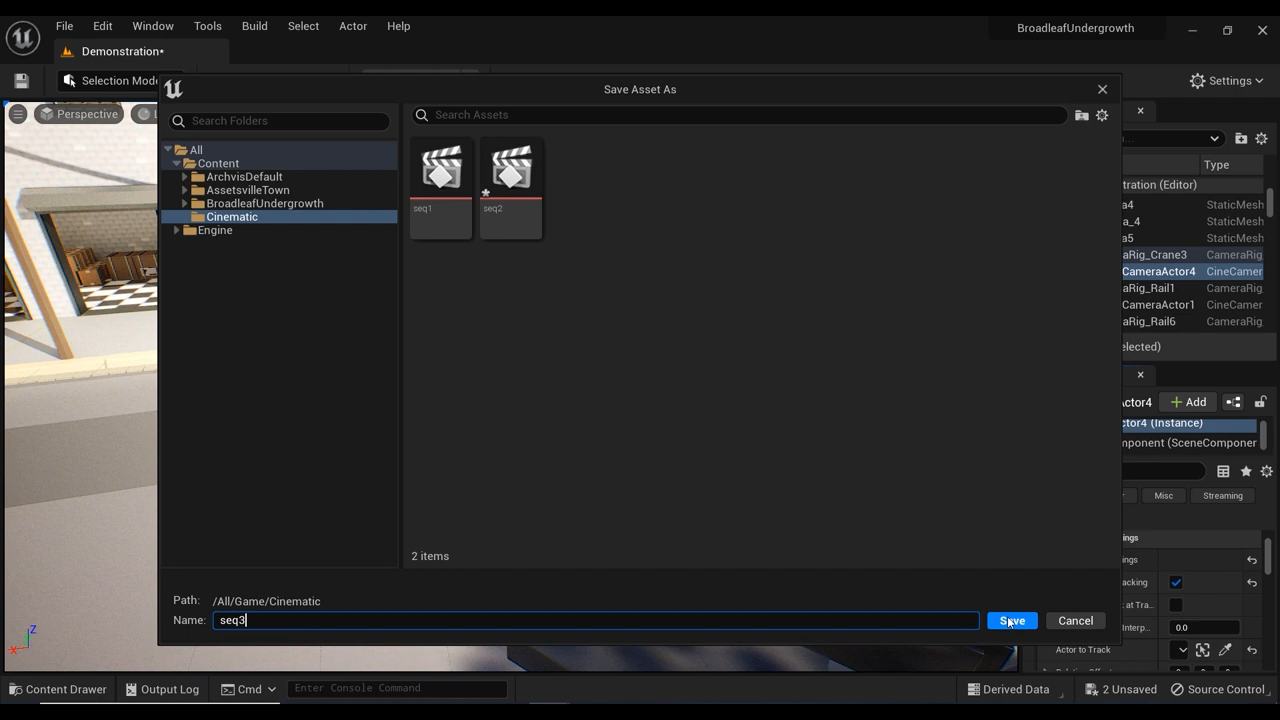 File Edit Window Tools Build Select Actor Help
BroadleafUndergrowth
Demonstration*
Selection Mode
Settings
Save Asset As
Perspective
Search Folders
Search Assets
All
Content
ArchvisDefault
AssetsvilleTown
BroadleafUndergrowth
Cinematic
Engine
seq1
seq2
2 items
Path: /All/Game/Cinematic
Name: seq3
Save
Cancel
Type
tration (Editor)
a4 StaticMesh
a_4 StaticMesh
a5 StaticMesh
aRig_Crane3 CameraRig
CameraActor4 CineCamer
aRig_Rail1 CameraRig
CameraActor1 CineCamer
aRig_Rail6 CameraRig
elected)
Actor4 Add
ctor4 (Instance)
mponent (SceneComponer
Misc Streaming
ings
ngs
acking
at Tra...
Interp... 0.0
Actor to Track
Z
X
Content Drawer Output Log Cmd Enter Console Command Derived Data 2 Unsaved Source Control